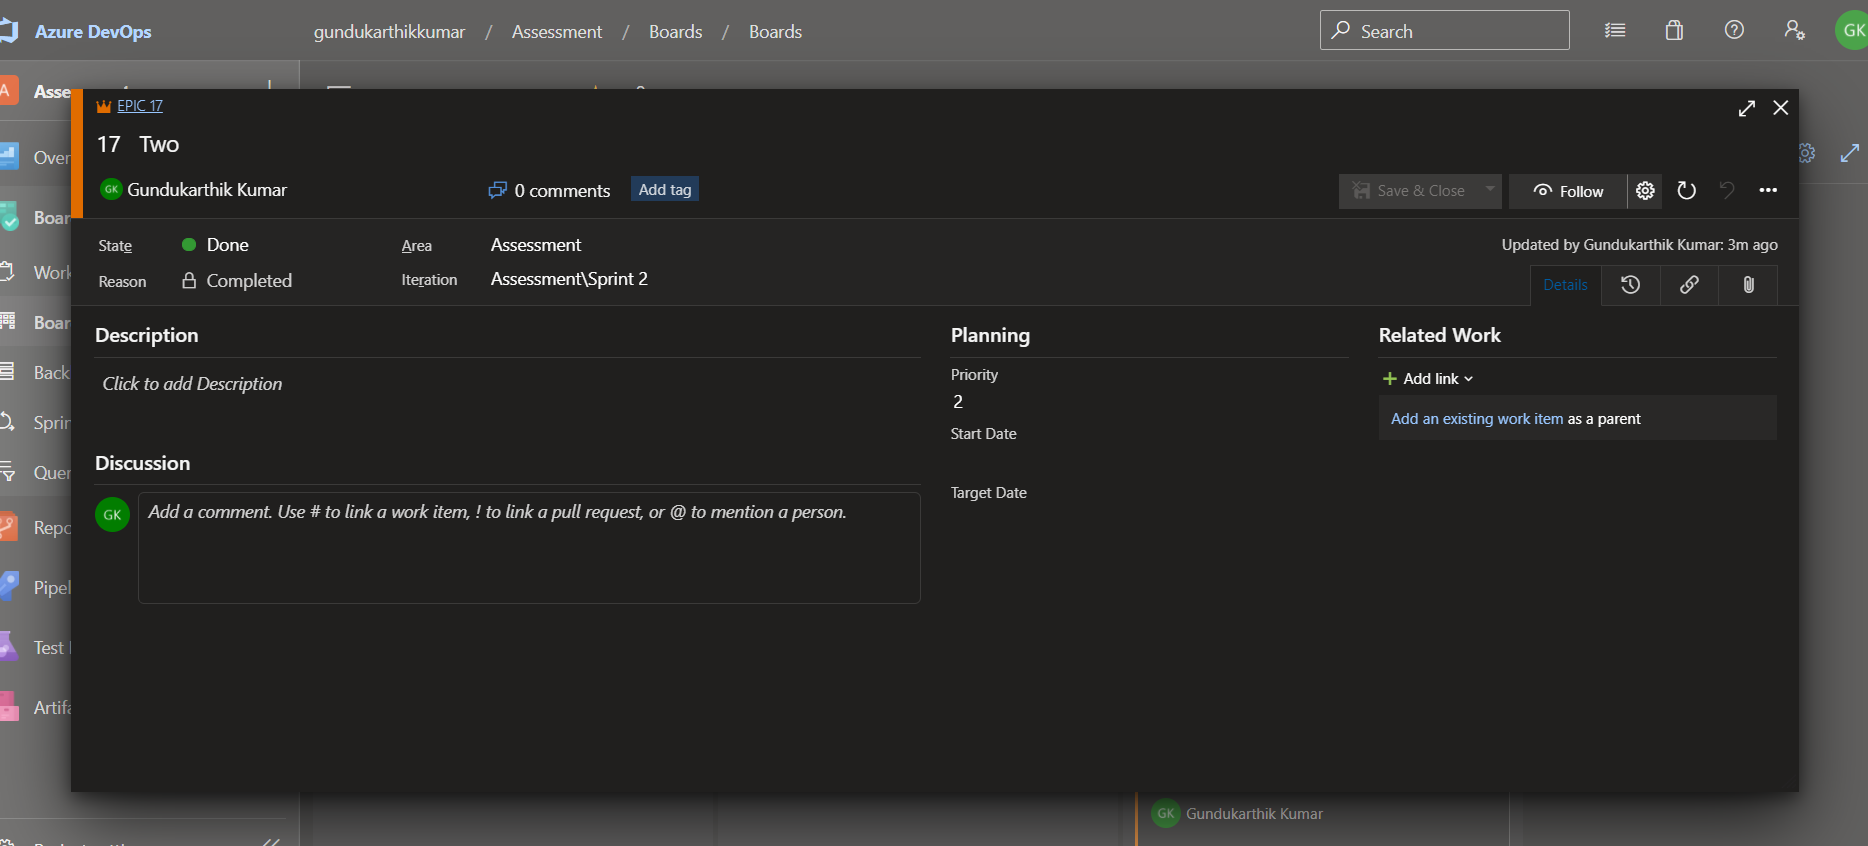 Azure DevOps
gundukarthikkumar / Assessment / Boards / Boards
Search
GK
A
Asse
EPIC 17
17 Two
GK Gundukarthik Kumar
0 comments
Add tag
Save & Close
Follow
State Done
Reason Completed
Area Assessment
Iteration Assessment\Sprint 2
Updated by Gundukarthik Kumar: 3m ago
Details
Over
Boar
Work
Boar
Back
Sprin
Quer
Repo
Pipel
Test
Artifa
Description
Click to add Description
Discussion
GK
Add a comment. Use # to link a work item, ! to link a pull request, or @ to mention a person.
Planning
Priority
2
Start Date
Target Date
Related Work
Add link
Add an existing work item as a parent
GK Gundukarthik Kumar